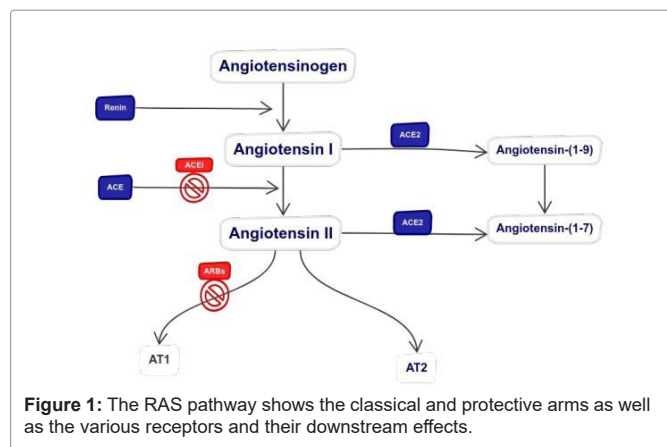 Angiotensinogen
Renin
Angiotensin I
ACE2
Angiotensin-(1-9)
ACEI
ACE
Angiotensin II
ACE2
Angiotensin-(1-7)
ARBs
AT1
AT2
Figure 1: The RAS pathway shows the classical and protective arms as well
as the various receptors and their downstream effects.